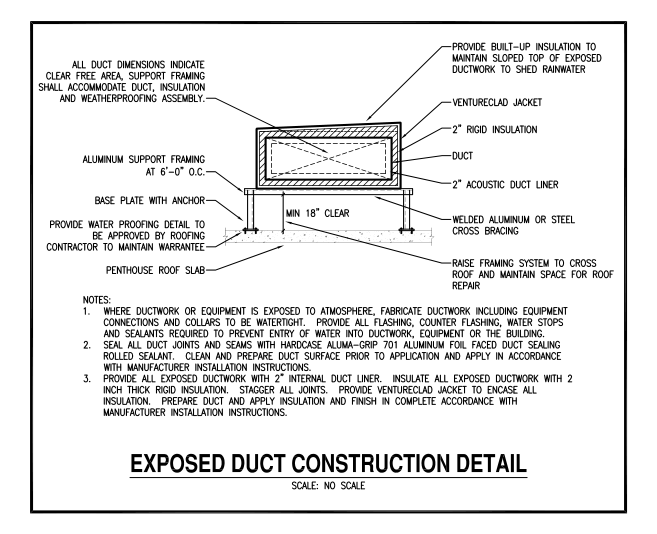 ALL DUCT DIMENSIONS INDICATE
CLEAR FREE AREA, SUPPORT FRAMING
SHALL ACCOMMODATE DUCT, INSULATION
AND WEATHERPROOFING ASSEMBLY.
ALUMINUM SUPPORT FRAMING
AT 6'-0" O.C.
BASE PLATE WITH ANCHOR
PROVIDE WATER PROOFING DETAIL TO
BE APPROVED BY ROOFING
CONTRACTOR TO MAINTAIN WARRANTEE
PENTHOUSE ROOF SLAB
MIN 18" CLEAR
PROVIDE BUILT-UP INSULATION TO
MAINTAIN SLOPED TOP OF EXPOSED
DUCTWORK TO SHED RAINWATER
VENTURECLAD JACKET
2" RIGID INSULATION
DUCT
2" ACOUSTIC DUCT LINER
WELDED ALUMINUM OR STEEL
CROSS BRACING
RAISE FRAMING SYSTEM TO CROSS
ROOF AND MAINTAIN SPACE FOR ROOF
REPAIR
NOTES:
1. WHERE DUCTWORK OR EQUIPMENT IS EXPOSED TO ATMOSPHERE, FABRICATE DUCTWORK INCLUDING EQUIPMENT
CONNECTIONS AND COLLARS TO BE WATERTIGHT. PROVIDE ALL FLASHING, COUNTER FLASHING, WATER STOPS
AND SEALANTS REQUIRED TO PREVENT ENTRY OF WATER INTO DUCTWORK, EQUIPMENT OR THE BUILDING.
2. SEAL ALL DUCT JOINTS AND SEAMS WITH HARDCASE ALUMA-GRIP 701 ALUMINUM FOIL FACED DUCT SEALING
ROLLED SEALANT. CLEAN AND PREPARE DUCT SURFACE PRIOR TO APPLICATION AND APPLY IN ACCORDANCE
WITH MANUFACTURER INSTALLATION INSTRUCTIONS.
3. PROVIDE ALL EXPOSED DUCTWORK WITH 2" INTERNAL DUCT LINER. INSULATE ALL EXPOSED DUCTWORK WITH 2
INCH THICK RIGID INSULATION. STAGGER ALL JOINTS. PROVIDE VENTURECLAD JACKET TO ENCASE ALL
INSULATION. PREPARE DUCT AND APPLY INSULATION AND FINISH IN COMPLETE ACCORDANCE WITH
MANUFACTURER INSTALLATION INSTRUCTIONS.
EXPOSED DUCT CONSTRUCTION DETAIL
SCALE: NO SCALE